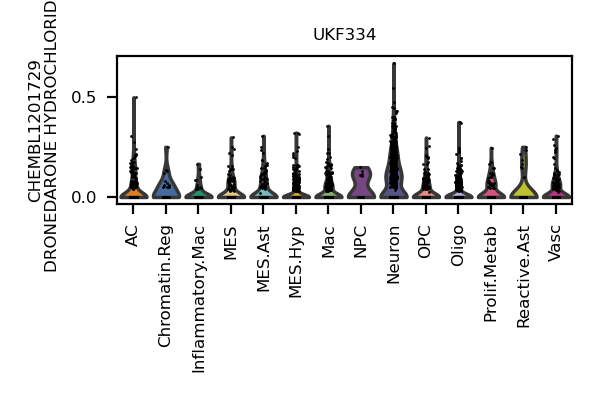 UKF334
CHEMBL1201729
DRONEDARONE HYDROCHLORID
0.5
0.0
AC
Chromatin.Reg
Inflammatory.Mac
MES
MES.Ast
MES.Hyp
Mac
NPC
Neuron
OPC
Oligo
Prolif.Metab
Reactive.Ast
Vasc